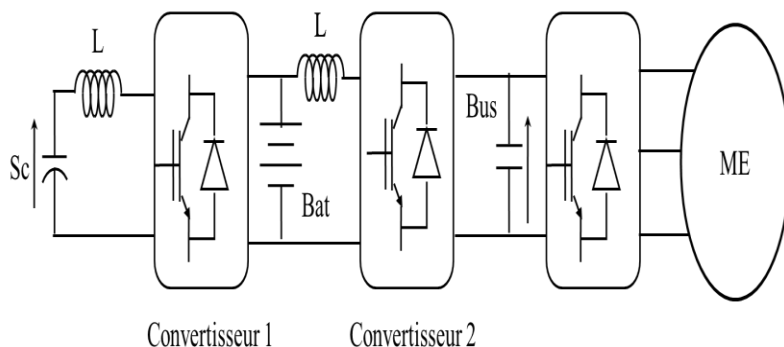 L
L
Sc
Bat
Bus
ME
Convertisseur 1
Convertisseur 2